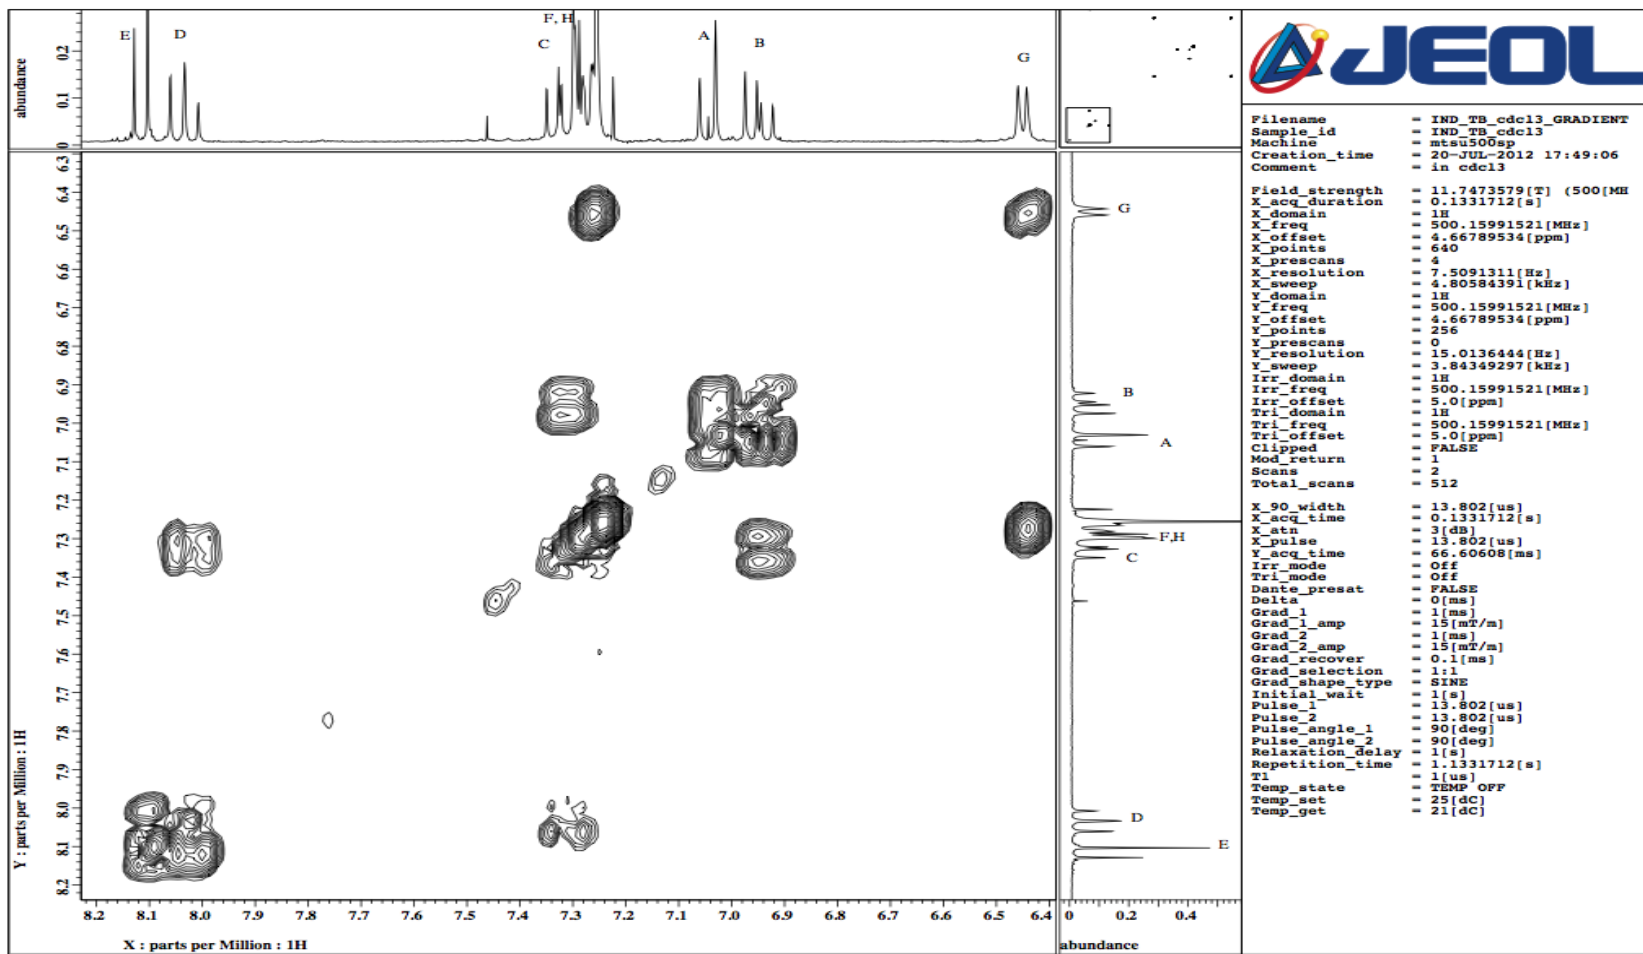 E
D
F, H
C
A
B
G
abundance
0 0.1 0.2
JEOL
Filename = IND_TB_cdcl3_GRADIENT
Sample_id = IND_TB_cdcl3
Machine = mtsu500sp
Creation_time = 20-JUL-2012 17:49:06
Comment = in cdcl3
Field_strength = 11.7473579[T] (500[MH
X_acq_duration = 0.1331712[s]
X_domain = 1H
X_freq = 500.15991521[MHz]
X_offset = 4.66789534[ppm]
X_points = 640
X_prescans = 4
X_resolution = 7.5091311[Hz]
X_sweep = 4.80584391[kHz]
Y_domain = 1H
Y_freq = 500.15991521[MHz]
Y_offset = 4.66789534[ppm]
Y_points = 256
Y_prescans = 0
Y_resolution = 15.0136444[Hz]
Y_sweep = 3.84349297[kHz]
Irr_domain = 1H
Irr_freq = 500.15991521[MHz]
Irr_offset = 5.0[ppm]
Tri_domain = 1H
Tri_freq = 500.15991521[MHz]
Tri_offset = 5.0[ppm]
Clipped = FALSE
Mod_return = 1
Scans = 2
Total_scans = 512
X_90_width = 13.802[us]
X_acq_time = 0.1331712[s]
X_atn = 3[dB]
X_pulse = 13.802[us]
Y_acq_time = 66.60608[ms]
Irr_mode = Off
Tri_mode = Off
Dante_presat = FALSE
Delta = 0[ms]
Grad_1 = 1[ms]
Grad_1_amp = 15[mT/m]
Grad_2 = 1[ms]
Grad_2_amp = 15[mT/m]
Grad_recover = 0.1[ms]
Grad_selection = 1:1
Grad_shape_type = SINE
Initial_wait = 1[s]
Pulse_1 = 13.802[us]
Pulse_2 = 13.802[us]
Pulse_angle_1 = 90[deg]
Pulse_angle_2 = 90[deg]
Relaxation_delay = 1[s]
Repetition_time = 1.1331712[s]
T1 = 1[us]
Temp_state = TEMP OFF
Temp_set = 25[dC]
Temp_get = 21[dC]
6.3 6.4 6.5 6.6 6.7 6.8 6.9 7.0 7.1 7.2 7.3 7.4 7.5 7.6 7.7 7.8 7.9 8.0 8.1 8.2
Y : parts per Million : 1H
G
B
A
F,H
C
D
E
8.2 8.1 8.0 7.9 7.8 7.7 7.6 7.5 7.4 7.3 7.2 7.1 7.0 6.9 6.8 6.7 6.6 6.5 6.4
X : parts per Million : 1H
0 0.2 0.4
abundance